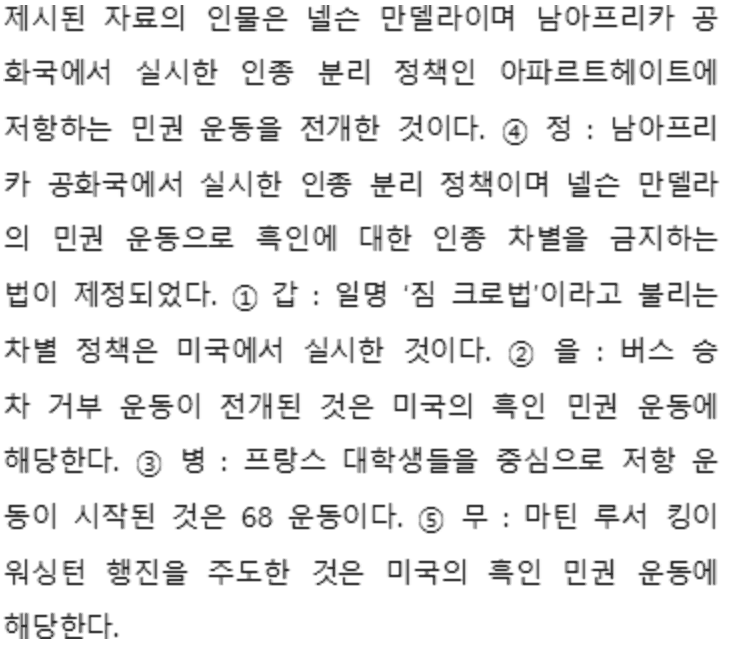 제시된 자료의 인물은 넬슨 만델라이며 남아프리카 공
화국에서 실시한 인종 분리 정책인 아파르트헤이트에
저항하는 민권 운동을 전개한 것이다. ④ 정 : 남아프리
카 공화국에서 실시한 인종 분리 정책이며 넬슨 만델라
의 민권 운동으로 흑인에 대한 인종 차별을 금지하는
법이 제정되었다. ① 갑 : 일명 ‘짐 크로법’이라고 불리는
차별 정책은 미국에서 실시한 것이다. ② 을 : 버스 승
차 거부 운동이 전개된 것은 미국의 흑인 민권 운동에
해당한다. ③ 병 : 프랑스 대학생들을 중심으로 저항 운
동이 시작된 것은 68 운동이다. ⑤ 무 : 마틴 루서 킹이
워싱턴 행진을 주도한 것은 미국의 흑인 민권 운동에
해당한다.